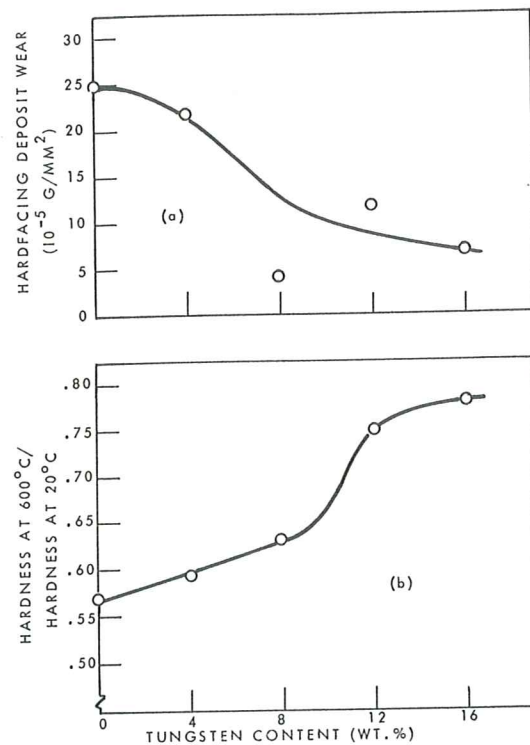 HARDFACING DEPOSIT WEAR
(10⁻⁵ G/MM²)
30
25
20
15
10
5
0
(a)
HARDNESS AT 600°C/
HARDNESS AT 20°C
.80
.75
.70
.65
.60
.55
.50
(b)
0 4 8 12 16
TUNGSTEN CONTENT (WT.%)